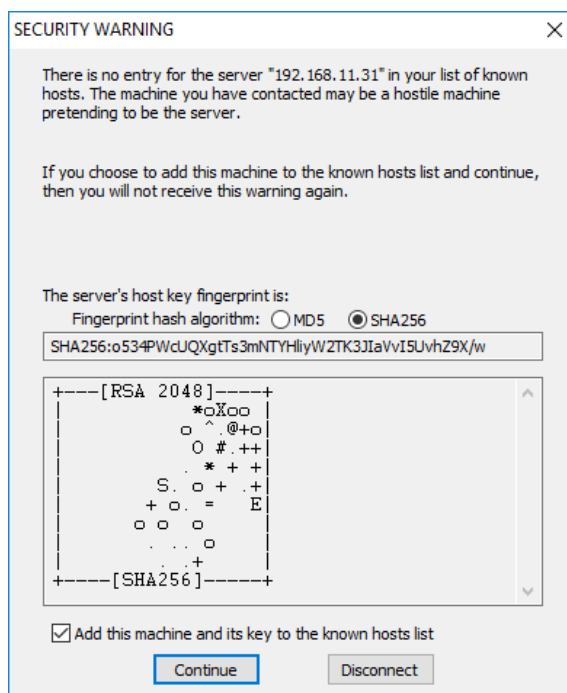 SECURITY WARNING
There is no entry for the server "192.168.11.31" in your list of known
hosts. The machine you have contacted may be a hostile machine
pretending to be the server.
If you choose to add this machine to the known hosts list and continue,
then you will not receive this warning again.
The server's host key fingerprint is:
Fingerprint hash algorithm: MD5 SHA256
SHA256:o534PWcUQXgtTs3mNTYHliyW2TK3JIaVvI5UvhZ9X/w
+---[RSA 2048]----+
|           *oXoo |
|          o ^.@+o|
|           O #.++|
|          . * + +|
|        S. o + .+|
|       + o. =   E|
|      o o  o     |
|       . .. o    |
|        . .+     |
+----[SHA256]-----+
Add this machine and its key to the known hosts list
Continue Disconnect